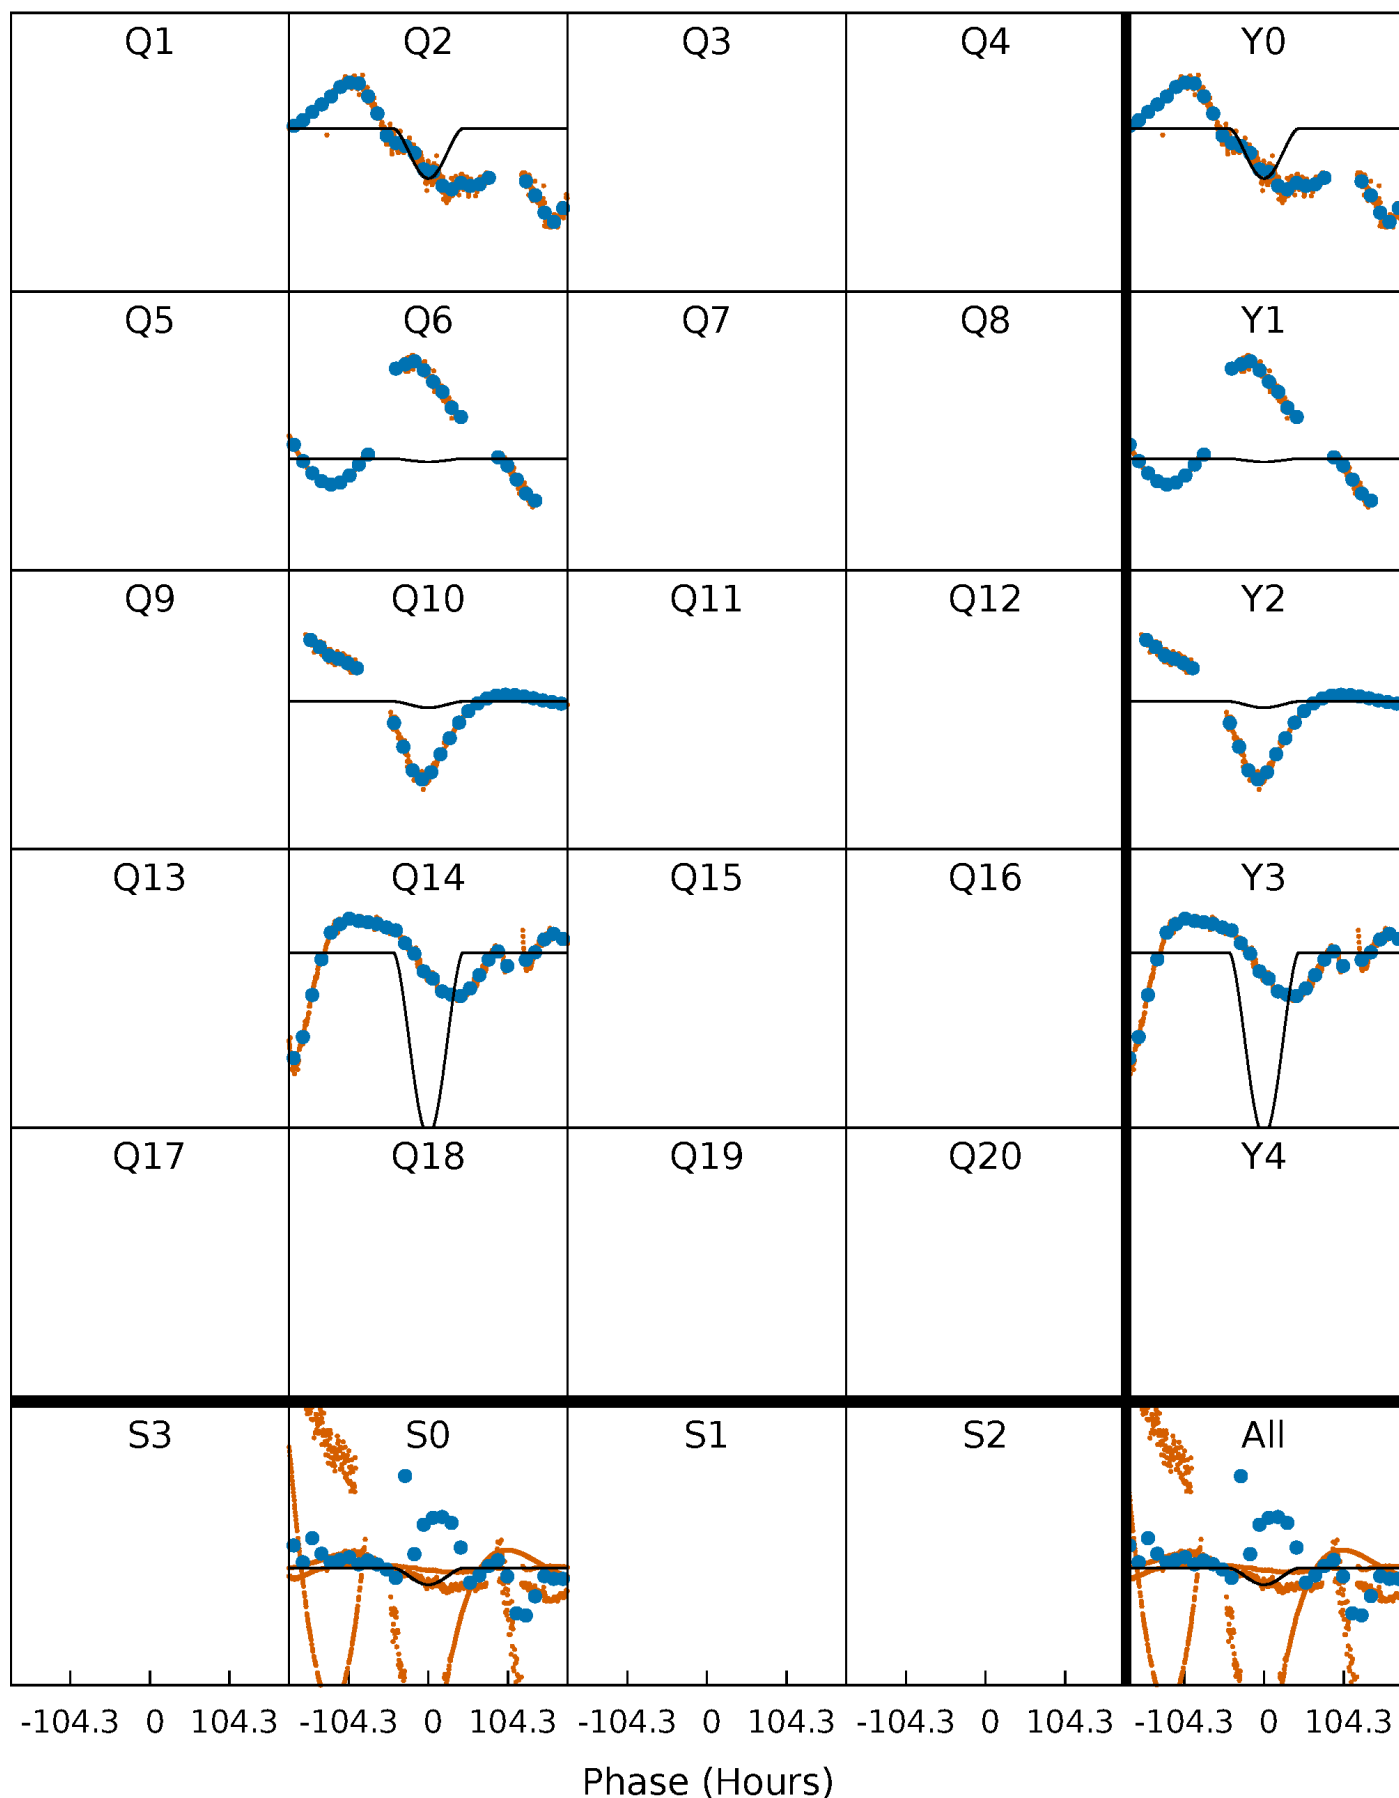 Q1 Q2 Q3 Q4 Y0
Q5 Q6 Q7 Q8 Y1
Q9 Q10 Q11 Q12 Y2
Q13 Q14 Q15 Q16 Y3
Q17 Q18 Q19 Q20 Y4
S3 S0 S1 S2 All
-104.3 0 104.3 -104.3 0 104.3 -104.3 0 104.3 -104.3 0 104.3 -104.3 0 104.3
Phase (Hours)